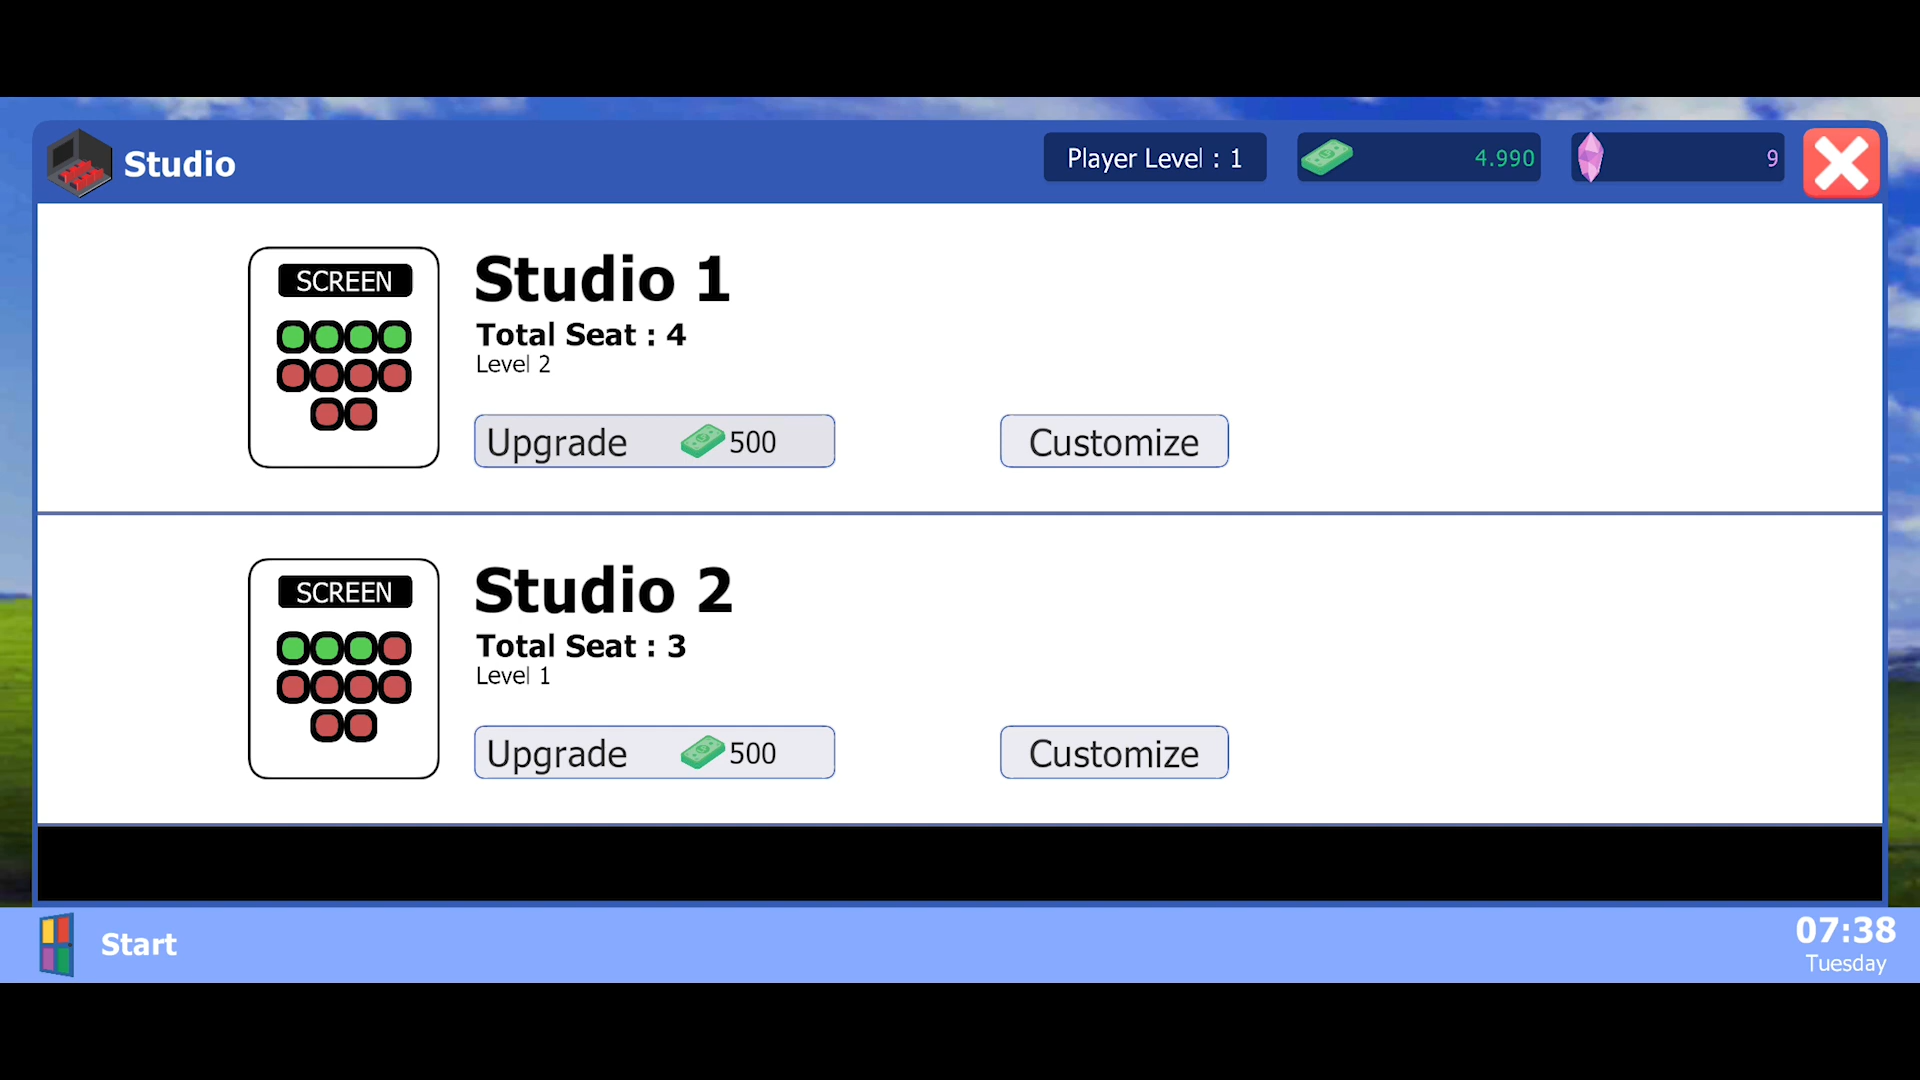 Studio
Player Level : 1
4.990
9
SCREEN
Studio 1
Total Seat : 4
Level 2
Upgrade 500
Customize
SCREEN
Studio 2
Total Seat : 3
Level 1
Upgrade 500
Customize
Start
07:38
Tuesday